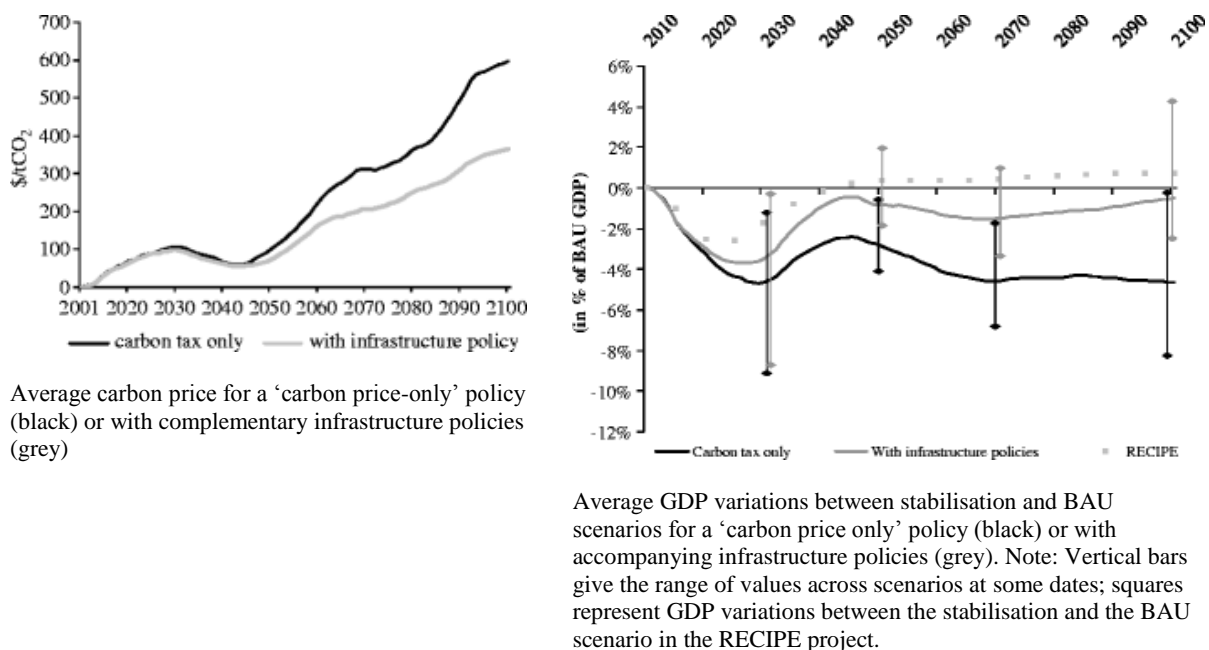 700
600
500
400
300
200
100
0
$/tCO2
2001 2020 2030 2040 2050 2060 2070 2080 2090 2100
carbon tax only with infrastructure policy
Average carbon price for a ‘carbon price-only’ policy
(black) or with complementary infrastructure policies
(grey)
2010 2020 2030 2040 2050 2060 2070 2080 2090 2100
6%
4%
2%
0%
-2%
-4%
-6%
-8%
-10%
-12%
(in % of BAU GDP)
Carbon tax only With infrastructure policies RECIPE
Average GDP variations between stabilisation and BAU
scenarios for a ‘carbon price only’ policy (black) or with
accompanying infrastructure policies (grey). Note: Vertical bars
give the range of values across scenarios at some dates; squares
represent GDP variations between the stabilisation and the BAU
scenario in the RECIPE project.